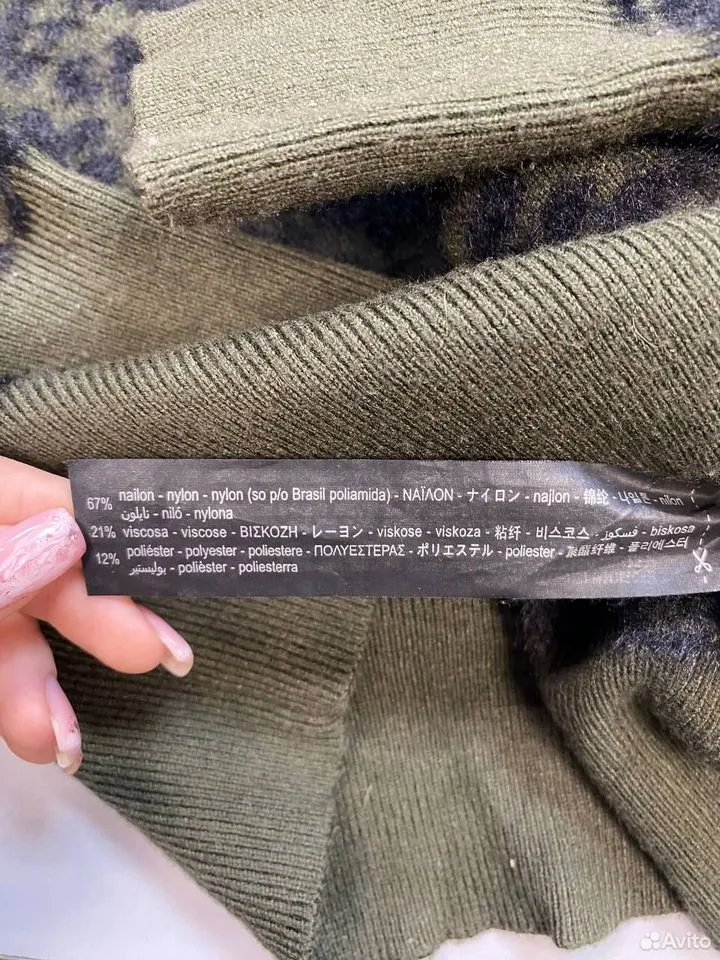 67% nailon - nylon - nylon (so p/o Brasil poliamida) - ΝΑΪΛΟΝ - ナイロン - najlon - 锦纶 - 나일론 - nilon
نايلون - niló - nylona
21% viscosa - viscose - ΒΙΣΚΟΖΗ - レーヨン - viskose - viskoza - 粘纤 - 비스코스 - فسكوز - biskosa
12% poliéster - polyester - poliestere - ΠΟΛΥΕΣΤΕΡΑΣ - ポリエステル - poliester - 聚酯纤维 - 폴리에스터
بوليستير - polièster - poliesterra
Avito